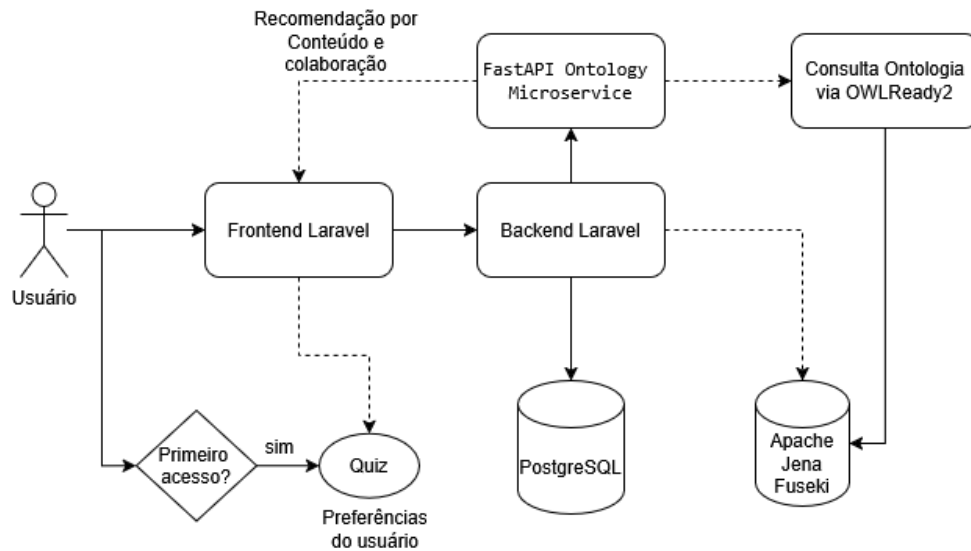 Recomendação por
Conteúdo e
colaboração
FastAPI Ontology
Microservice
Consulta Ontologia
via OWLReady2
Usuário
Frontend Laravel
Backend Laravel
Primeiro
acesso?
sim
Quiz
Preferências
do usuário
PostgreSQL
Apache
Jena
Fuseki